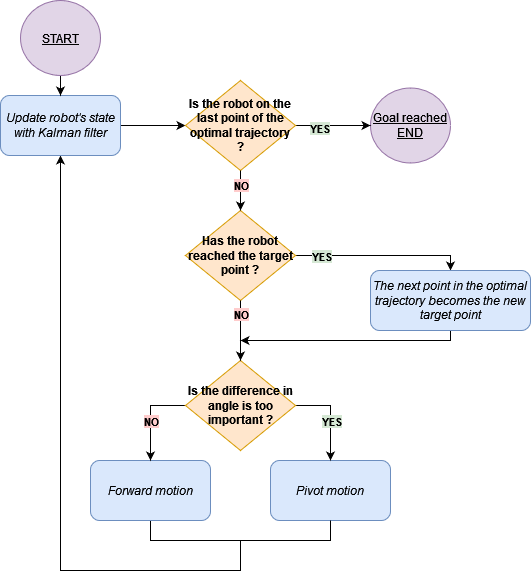 START
Update robot's state
with Kalman filter
Is the robot on the
last point of the
optimal trajectory
?
YES
Goal reached
END
NO
Has the robot
reached the target
point ?
YES
The next point in the optimal
trajectory becomes the new
target point
NO
Is the difference in
angle is too
important ?
NO
YES
Forward motion
Pivot motion